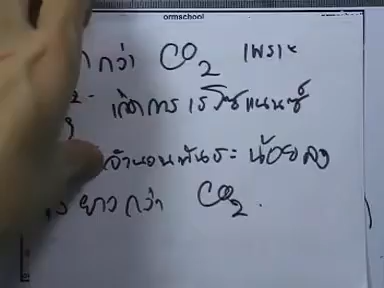 ormschool
กว่า CO2 เพราะ
2- เกิดการเรโซแนนซ์
จำนวนพันธะ น้อยลง
ยาวกว่า CO2.